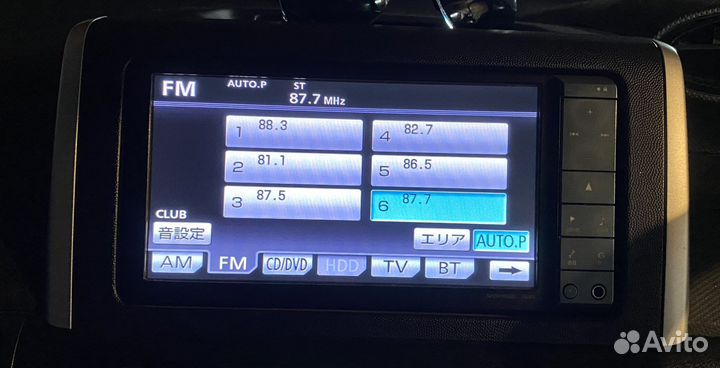 FM AUTO.P ST
87.7 MHz
1 88.3
4 82.7
2 81.1
5 86.5
3 87.5
6 87.7
CLUB
音設定
エリア AUTO.P
AM FM CD/DVD HDD TV BT
Avito